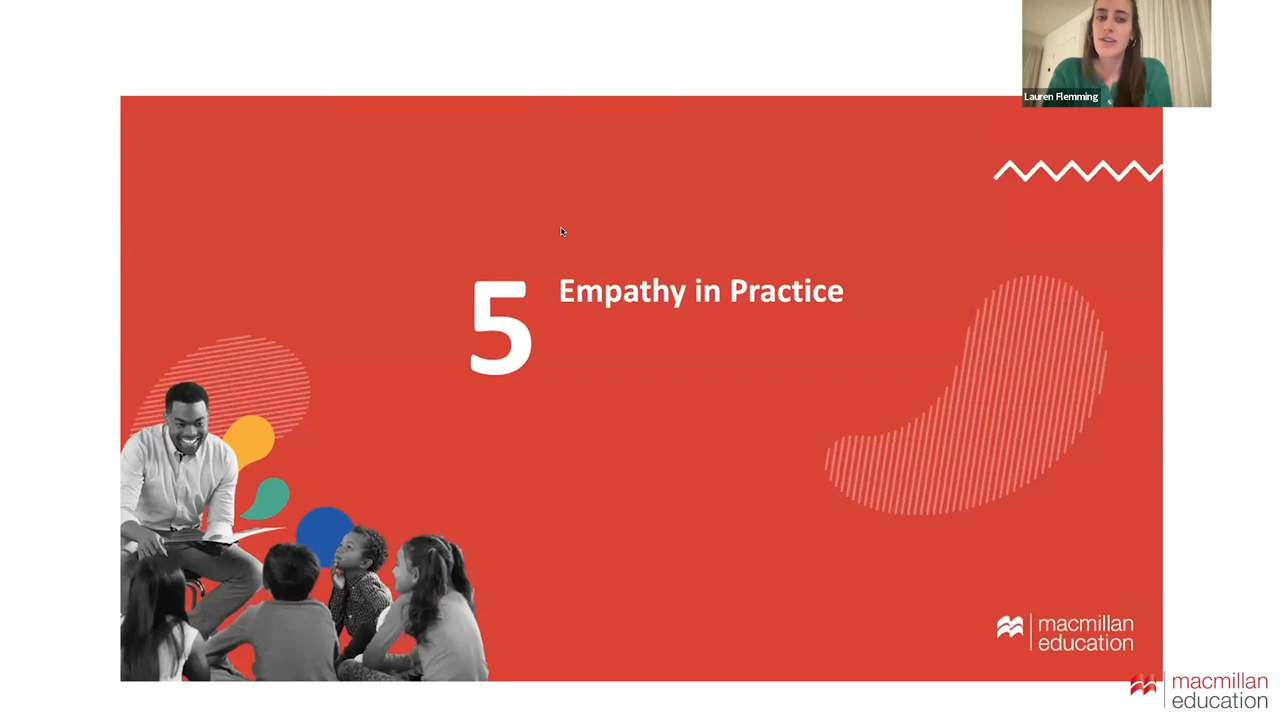 Lauren Flemming
5
Empathy in Practice
macmillan
education
macmillan
education